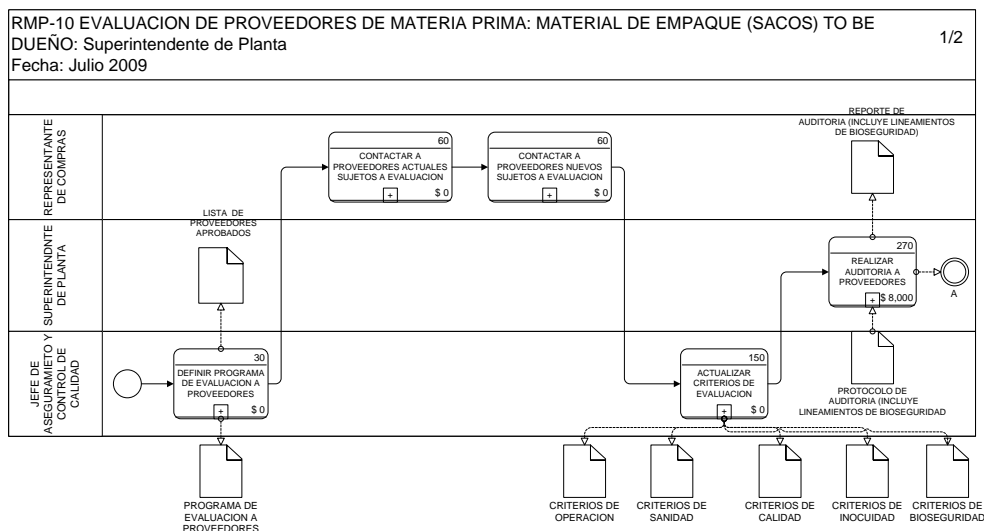 RMP-10 EVALUACION DE PROVEEDORES DE MATERIA PRIMA: MATERIAL DE EMPAQUE (SACOS) TO BE
DUEÑO: Superintendente de Planta
1/2
Fecha: Julio 2009
REPRESENTANTE
DE COMPRAS
60
CONTACTAR A
PROVEEDORES ACTUALES
SUJETOS A EVALUACION
+
$ 0
60
CONTACTAR A
PROVEEDORES NUEVOS
SUJETOS A EVALUACION
+
$ 0
REPORTE DE
AUDITORIA (INCLUYE LINEAMIENTOS
DE BIOSEGURIDAD)
SUPERINTENDNTE
DE PLANTA
LISTA DE
PROVEEDORES
APROBADOS
270
REALIZAR
AUDITORIA A
PROVEEDORES
+
$ 8,000
A
JEFE DE
ASEGURAMIETO Y
CONTROL DE
CALIDAD
30
DEFINIR PROGRAMA
DE EVALUACION A
PROVEEDORES
+
$ 0
150
ACTUALIZAR
CRITERIOS DE
EVALUACION
+
$ 0
PROTOCOLO DE
AUDITORIA (INCLUYE
LINEAMIENTOS DE BIOSEGURIDAD
PROGRAMA DE
EVALUACION A
PROVEEDORES
CRITERIOS DE
OPERACION
CRITERIOS DE
SANIDAD
CRITERIOS DE
CALIDAD
CRITERIOS DE
INOCUIDAD
CRITERIOS DE
BIOSEGURIDAD